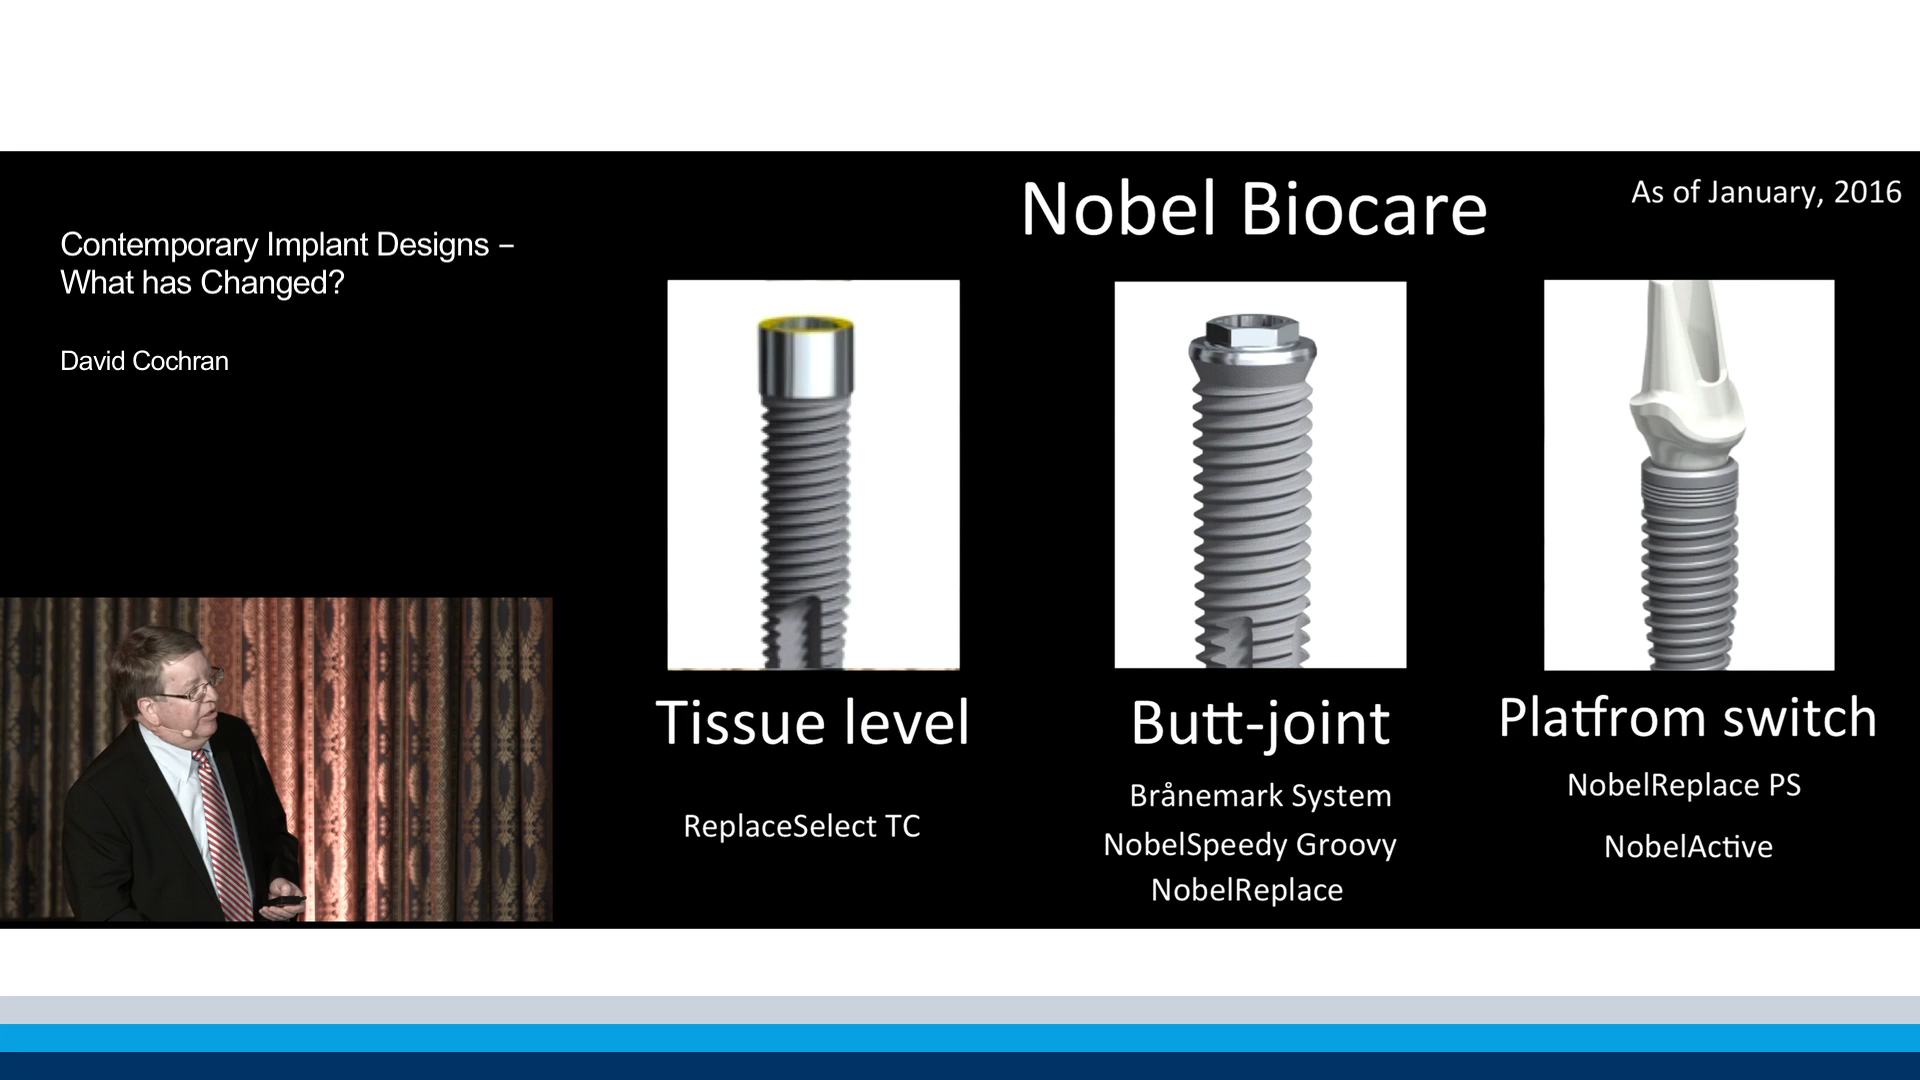 Contemporary Implant Designs –
What has Changed?
David Cochran
Nobel Biocare
As of January, 2016
Tissue level
ReplaceSelect TC
Butt-joint
Brånemark System
NobelSpeedy Groovy
NobelReplace
Platfrom switch
NobelReplace PS
NobelActive